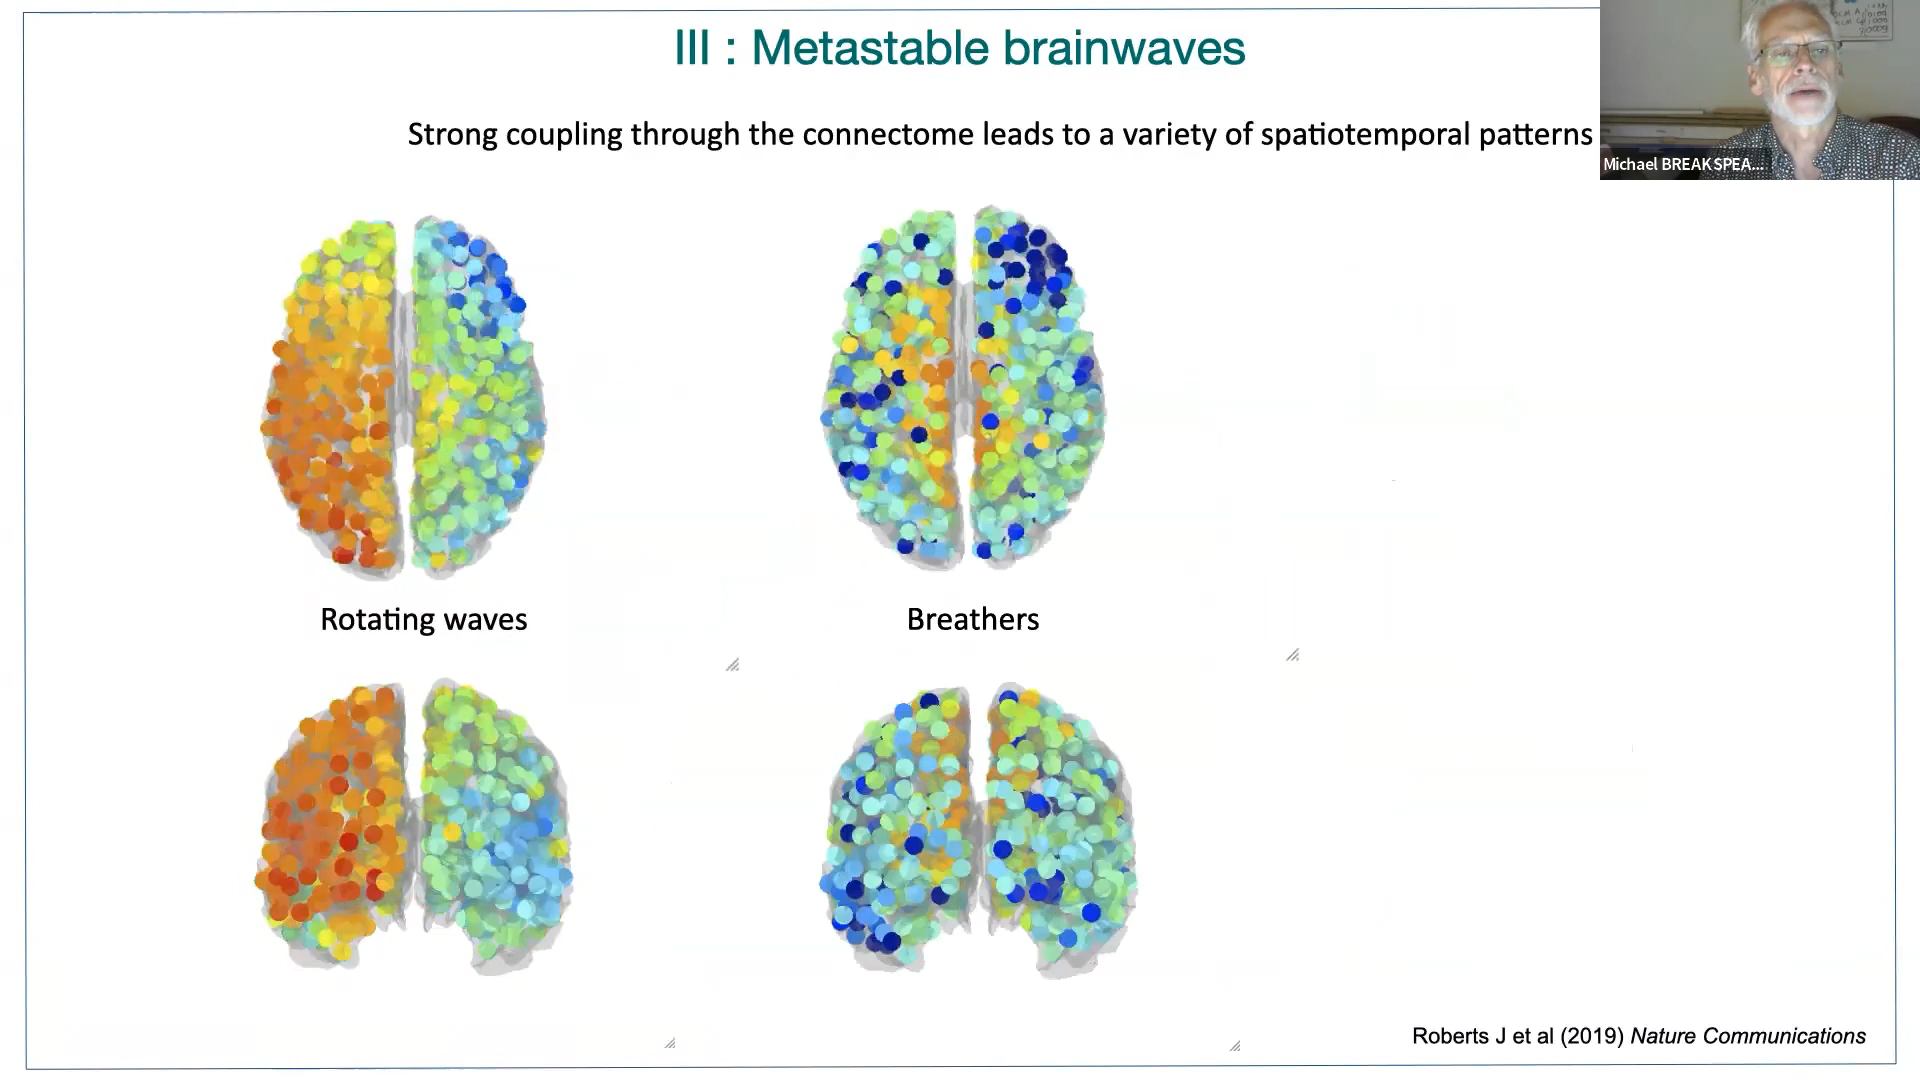 III : Metastable brainwaves
Strong coupling through the connectome leads to a variety of spatiotemporal patterns
Michael BREAKSPEA...
Rotating waves
Breathers
Roberts J et al (2019) Nature Communications